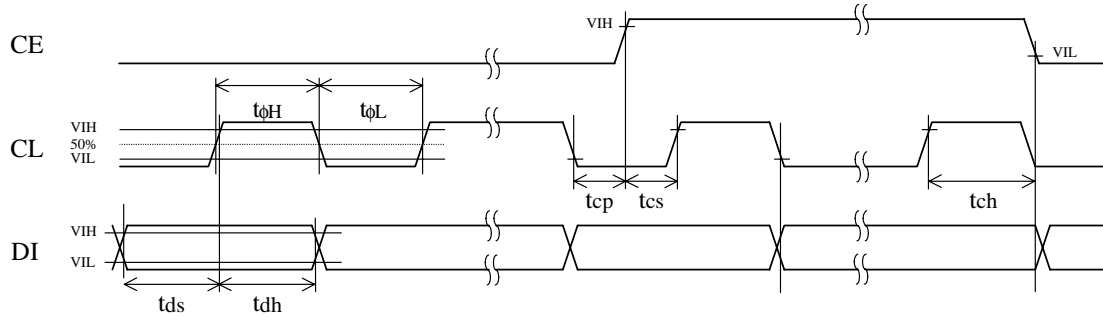 VIH
CE
VIL
tϕH
tϕL
VIH
50%
CL
VIL
tcp
tcs
tch
VIH
DI
VIL
tds
tdh